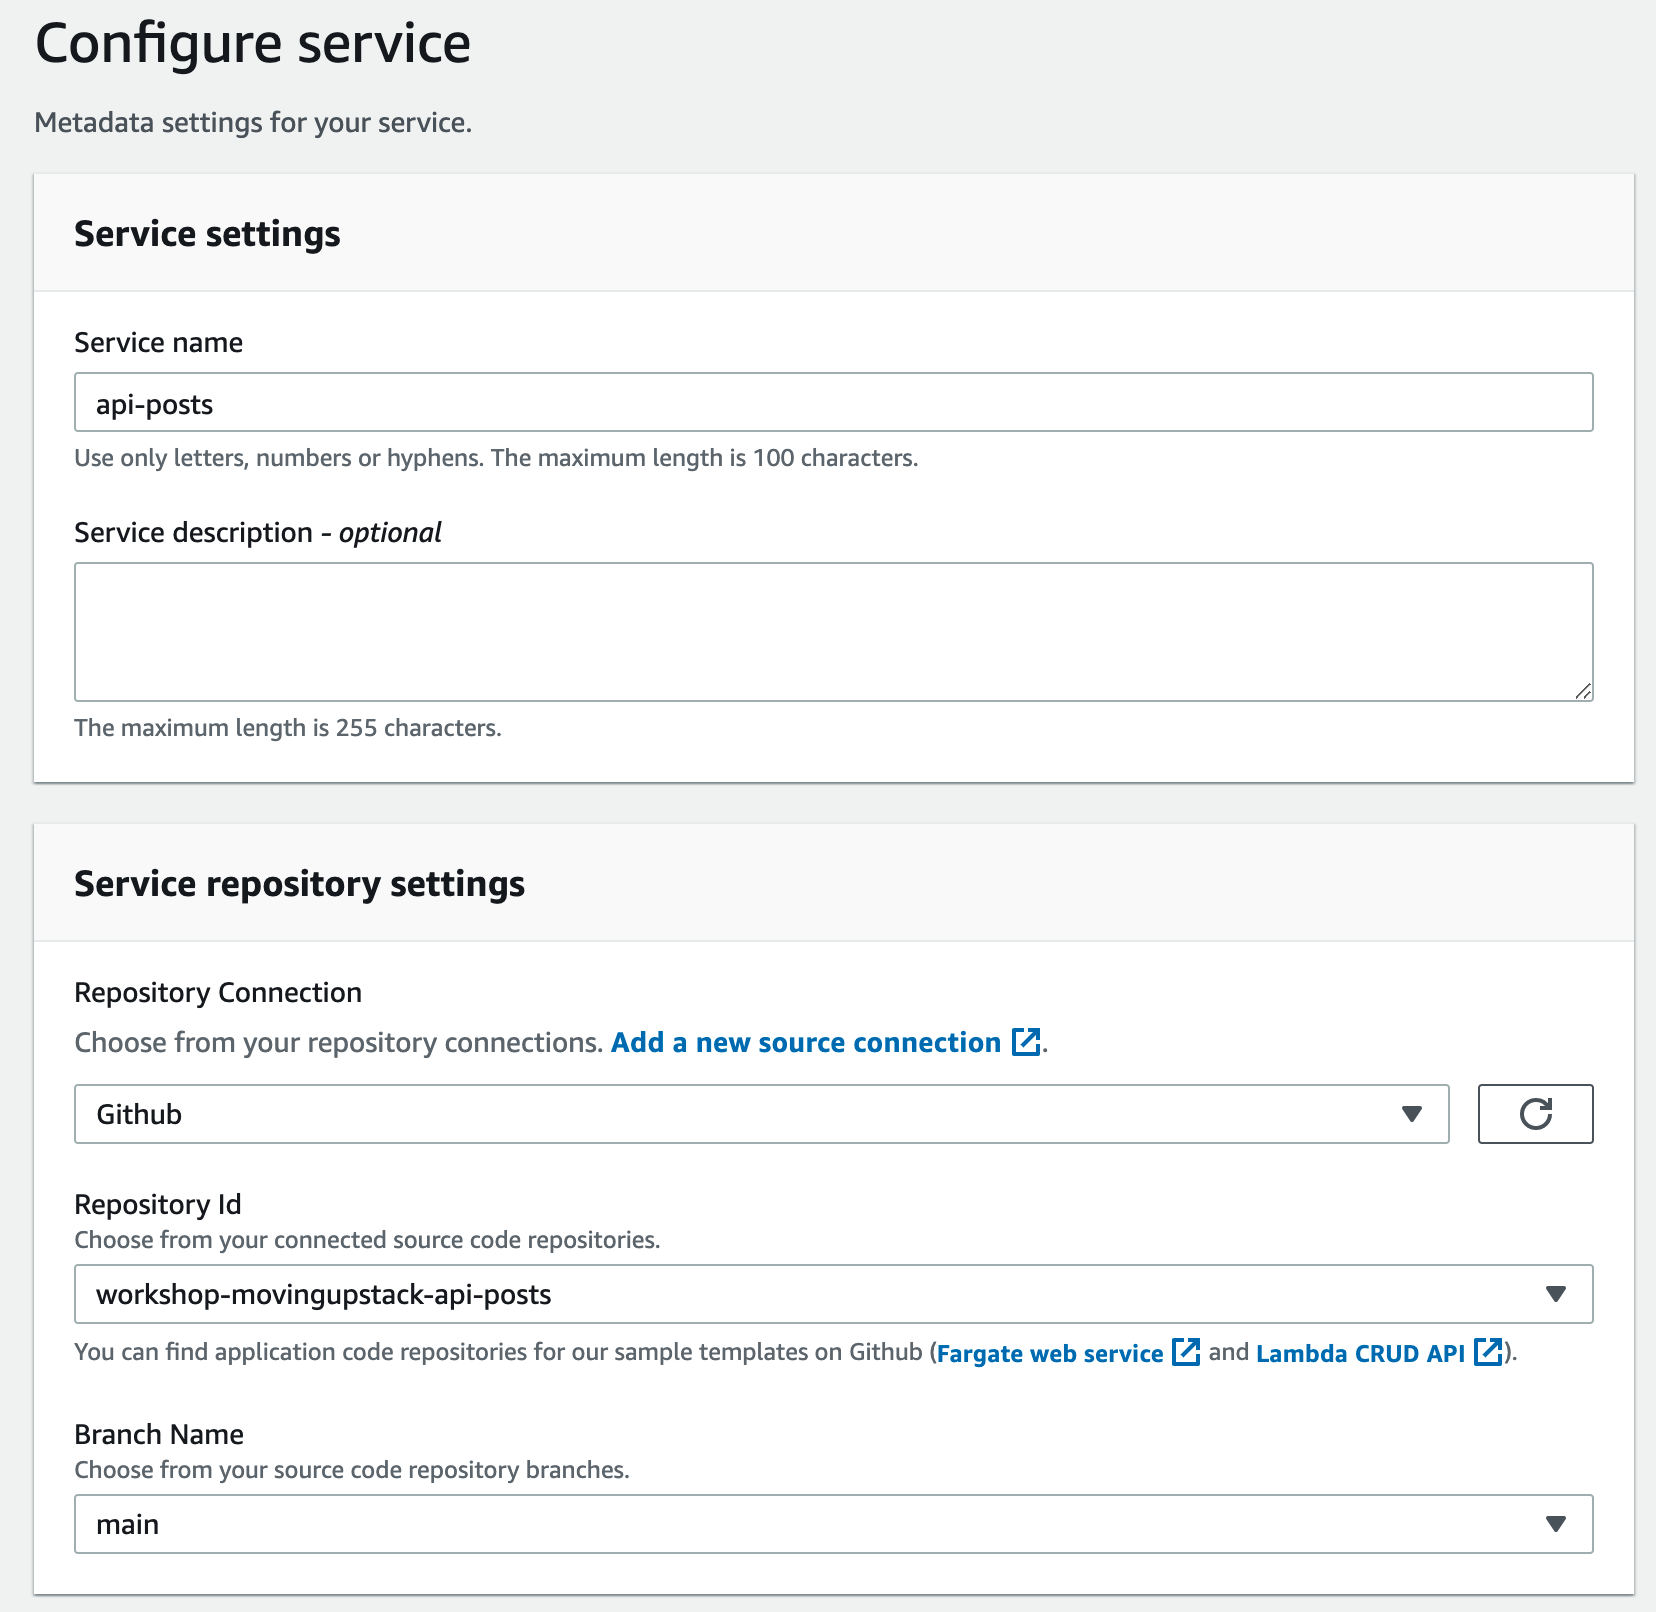 Configure service
Metadata settings for your service.
Service settings
Service name
api-posts
Use only letters, numbers or hyphens. The maximum length is 100 characters.
Service description - optional
The maximum length is 255 characters.
Service repository settings
Repository Connection
Choose from your repository connections. Add a new source connection .
Github
Repository Id
Choose from your connected source code repositories.
workshop-movingupstack-api-posts
You can find application code repositories for our sample templates on Github (Fargate web service and Lambda CRUD API ).
Branch Name
Choose from your source code repository branches.
main